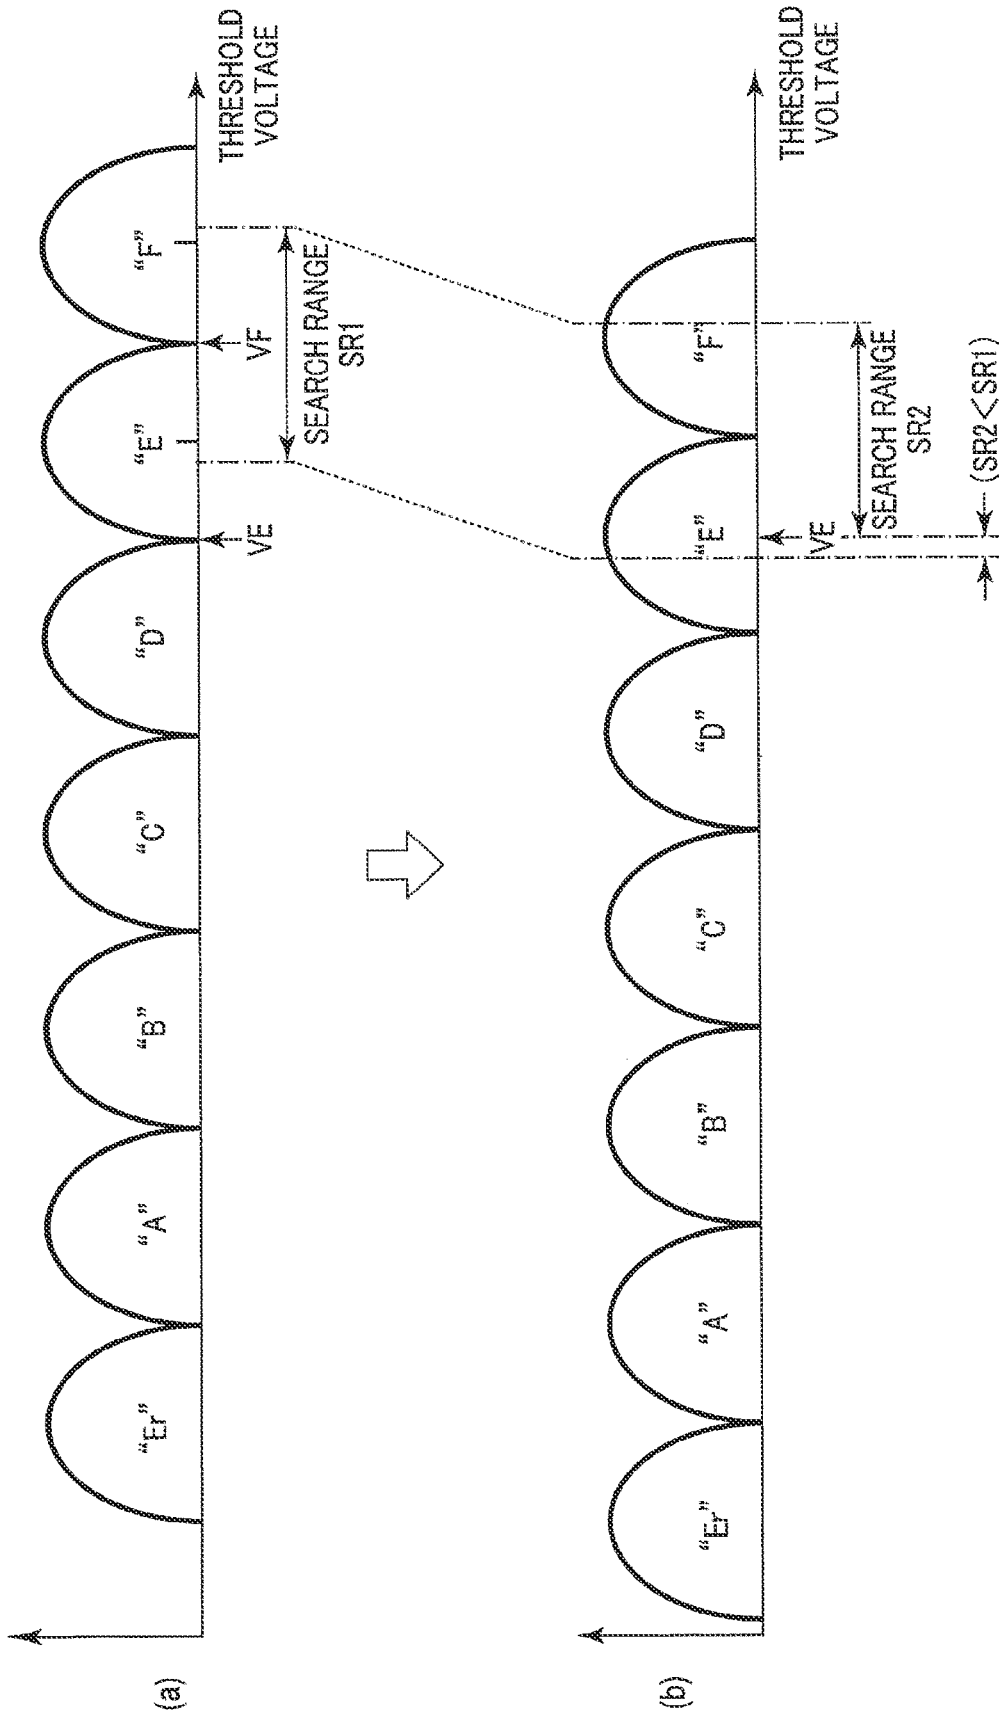 (a)
“Er”
“A”
“B”
“C”
“D”
“E”
“F”
VE
VF
THRESHOLD
VOLTAGE
SEARCH RANGE
SR1
(b)
“Er”
“A”
“B”
“C”
“D”
“E”
“F”
VE
THRESHOLD
VOLTAGE
SEARCH RANGE
SR2
(SR2<SR1)